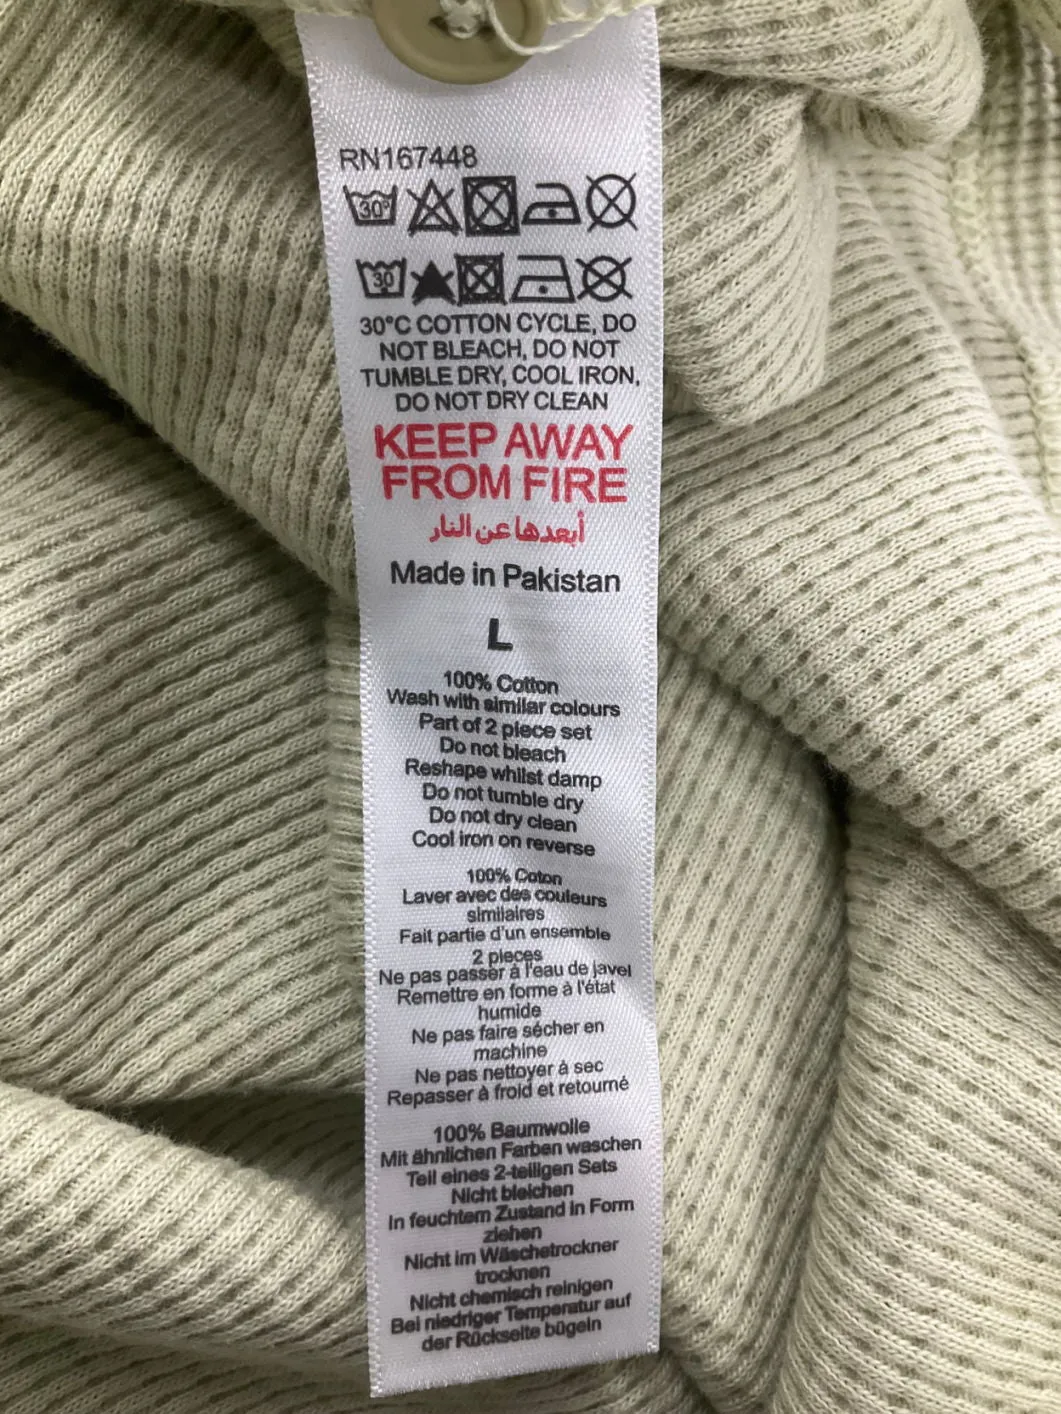 RN167448
30°
30
30°C COTTON CYCLE, DO
NOT BLEACH, DO NOT
TUMBLE DRY, COOL IRON,
DO NOT DRY CLEAN
KEEP AWAY
FROM FIRE
أبعدها عن النار
Made in Pakistan
L
100% Cotton
Wash with similar colours
Part of 2 piece set
Do not bleach
Reshape whilst damp
Do not tumble dry
Do not dry clean
Cool iron on reverse
100% Coton
Laver avec des couleurs
similaires
Fait partie d'un ensemble
2 pieces
Ne pas passer à l'eau de javel
Remettre en forme à l'état
humide
Ne pas faire sécher en
machine
Ne pas nettoyer à sec
Repasser à froid et retourné
100% Baumwolle
Mit ähnlichen Farben waschen
Teil eines 2-teiligen Sets
Nicht bleichen
In feuchtem Zustand in Form
ziehen
Nicht im Wäschetrockner
trocknen
Nicht chemisch reinigen
Bei niedriger Temperatur auf
der Rückseite bügeln